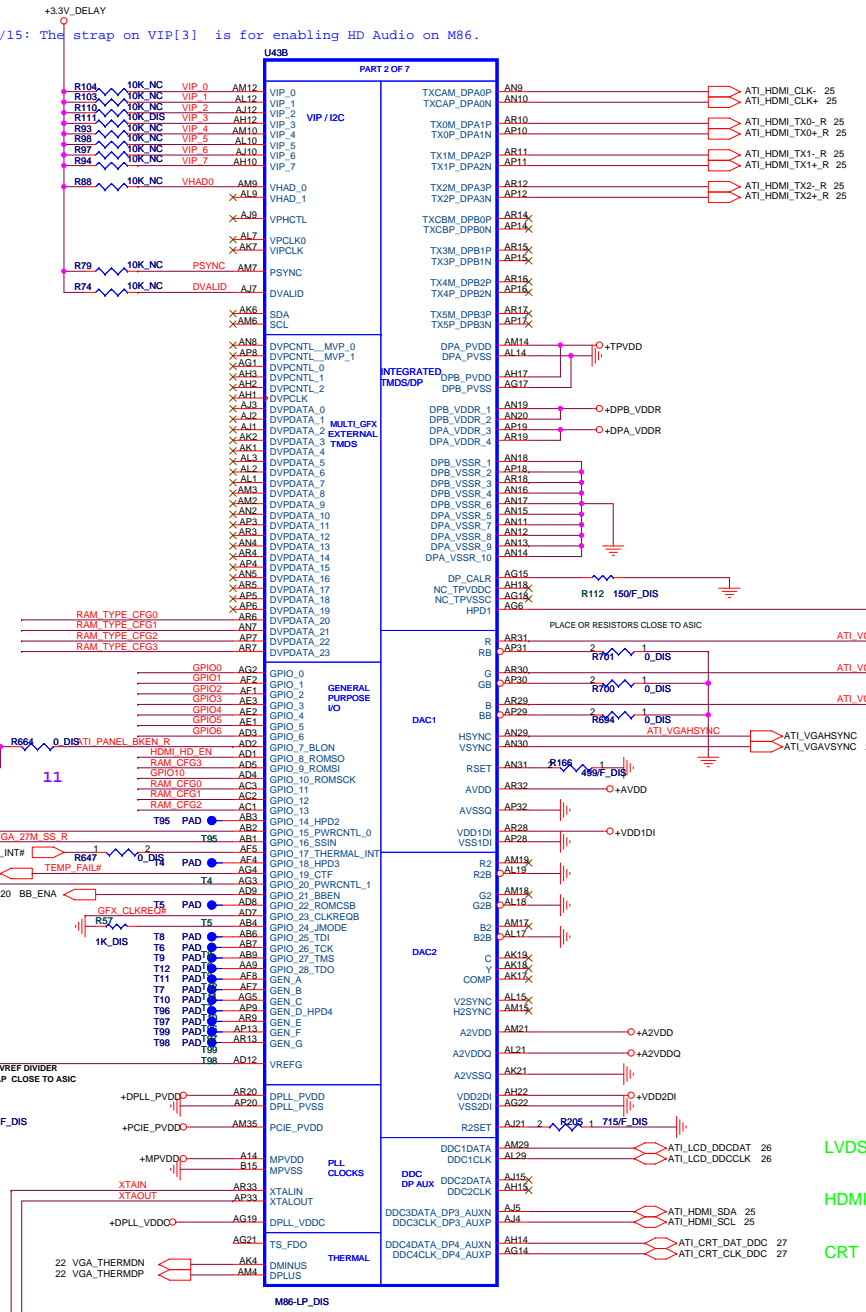 +3.3V_DELAY
/15: The strap on VIP[3] is for enabling HD Audio on M86.
U43B
PART 2 OF 7
R104 10K_NC VIP_0 AM12 VIP_0 VIP / I2C TXCAM_DPA0P AN9 ATI_HDMI_CLK- 25
R103 10K_NC VIP_1 AL12 VIP_1 TXCAP_DPA0N AN10 ATI_HDMI_CLK+ 25
R110 10K_NC VIP_2 AJ12 VIP_2
R111 10K_DIS VIP_3 AH12 VIP_3 TX0M_DPA1P AR10 ATI_HDMI_TX0-_R 25
R93 10K_NC VIP_4 AM10 VIP_4 TX0P_DPA1N AP10 ATI_HDMI_TX0+_R 25
R98 10K_NC VIP_5 AL10 VIP_5
R97 10K_NC VIP_6 AJ10 VIP_6 TX1M_DPA2P AR11 ATI_HDMI_TX1-_R 25
R94 10K_NC VIP_7 AH10 VIP_7 TX1P_DPA2N AP11 ATI_HDMI_TX1+_R 25
R88 10K_NC VHAD0 AM9 VHAD_0 TX2M_DPA3P AR12 ATI_HDMI_TX2-_R 25
AL9 VHAD_1 TX2P_DPA3N AP12 ATI_HDMI_TX2+_R 25
AJ9 VPHCTL TXCBM_DPB0P AR14
TXCBP_DPB0N AP14
AL7 VPCLK0
AK7 VIPCLK TX3M_DPB1P AR15
TX3P_DPB1N AP15
R79 10K_NC PSYNC AM7 PSYNC
TX4M_DPB2P AR16
R74 10K_NC DVALID AJ7 DVALID TX4P_DPB2N AP16
AK6 SDA TX5M_DPB3P AR17
AM6 SCL TX5P_DPB3N AP17
AN8 DVPCNTL__MVP_0 DPA_PVDD AM14 +TPVDD
AP8 DVPCNTL__MVP_1 DPA_PVSS AL14
AG1 DVPCNTL_0 INTEGRATED TMDS/DP
AH3 DVPCNTL_1 DPB_PVDD AH17
AH2 DVPCNTL_2 DPB_PVSS AG17
AH1 DVPCLK
AJ3 DVPDATA_0 DPB_VDDR_1 AN19 +DPB_VDDR
AJ2 DVPDATA_1 MULTI_GFX EXTERNAL TMDS DPB_VDDR_2 AN20
AJ1 DVPDATA_2 DPA_VDDR_3 AP19 +DPA_VDDR
AK2 DVPDATA_3 DPA_VDDR_4 AR19
AK1 DVPDATA_4
AL3 DVPDATA_5 DPB_VSSR_1 AN18
AL2 DVPDATA_6 DPB_VSSR_2 AP18
AL1 DVPDATA_7 DPB_VSSR_3 AR18
AM3 DVPDATA_8 DPB_VSSR_4 AN16
AM2 DVPDATA_9 DPB_VSSR_6 AN17
AN2 DVPDATA_10 DPA_VSSR_5 AN15
AP3 DVPDATA_11 DPA_VSSR_7 AN11
AR3 DVPDATA_12 DPA_VSSR_8 AN12
AN4 DVPDATA_13 DPA_VSSR_9 AN13
AR4 DVPDATA_14 DPA_VSSR_10 AN14
AP4 DVPDATA_15
AN5 DVPDATA_16 DP_CALR AG15 R112 150/F_DIS
AR5 DVPDATA_17 NC_TPVDDC AH18
AP5 DVPDATA_18 NC_TPVSSC AG18
AP6 DVPDATA_19 HPD1 AG6
RAM_TYPE_CFG0 AR6 DVPDATA_20
RAM_TYPE_CFG1 AN7 DVPDATA_21 PLACE OR RESISTORS CLOSE TO ASIC
RAM_TYPE_CFG2 AP7 DVPDATA_22 R AR31 ATI_VG
RAM_TYPE_CFG3 AR7 DVPDATA_23 RB AP31 2 R701 1 0_DIS
GPIO0 AG2 GPIO_0 GENERAL PURPOSE I/O G AR30 ATI_VG
GPIO1 AF2 GPIO_1 GB AP30 2 R700 1 0_DIS
GPIO2 AF1 GPIO_2
GPIO3 AE3 GPIO_3 B AR29 ATI_VG
GPIO4 AE2 GPIO_4 BB AP29 2 R694 1 0_DIS
GPIO5 AE1 GPIO_5 DAC1
GPIO6 AD3 GPIO_6 HSYNC AN29 ATI_VGAHSYNC ATI_VGAHSYNC
R664 0_DIS ATI_PANEL_BKEN_R AD2 GPIO_7_BLON VSYNC AN30 ATI_VGAVSYNC
HDMI_HD_EN AD1 GPIO_8_ROMSO
RAM_CFG3 AD5 GPIO_9_ROMSI RSET AN31 2 R166 1 499/F_DIS
11 GPIO10 AD4 GPIO_10_ROMSCK
RAM_CFG0 AC3 GPIO_11 AVDD AR32 +AVDD
RAM_CFG1 AC2 GPIO_12
RAM_CFG2 AC1 GPIO_13 AVSSQ AP32
T95 PAD AB3 GPIO_14_HPD2
AB2 GPIO_15_PWRCNTL_0 VDD1DI AR28 +VDD1DI
GA_27M_SS_R T95 AB1 GPIO_16_SSIN VSS1DI AP28
_INT# 1 R647 2 0_DIS AF5 GPIO_17_THERMAL_INT
T4 PAD AF4 GPIO_18_HPD3 R2 AM19
TEMP_FAIL# AG4 GPIO_19_CTF R2B AL19
T4 AG3 GPIO_20_PWRCNTL_1
20 BB_ENA AD9 GPIO_21_BBEN G2 AM18
T5 PAD AD8 GPIO_22_ROMCSB G2B AL18
GFX_CLKREQ# AD7 GPIO_23_CLKREQB
R57 1K_DIS T5 AB4 GPIO_24_JMODE B2 AM17
T8 PAD AB6 GPIO_25_TDI B2B AL17
T6 PAD AB7 GPIO_26_TCK DAC2
T9 PAD AB9 GPIO_27_TMS C AK19
T12 PAD AA9 GPIO_28_TDO Y AK18
T11 PAD AF8 GEN_A COMP AK17
T7 PAD AF7 GEN_B
T10 PAD AG5 GEN_C V2SYNC AL15
T96 PAD AP9 GEN_D_HPD4 H2SYNC AM15
T97 PAD AR9 GEN_E
T99 PAD AP13 GEN_F A2VDD AM21 +A2VDD
T98 PAD AR13 GEN_G
T99 A2VDDQ AL21 +A2VDDQ
T98 AD12 VREFG
VREF DIVIDER A2VSSQ AK21
P CLOSE TO ASIC
+DPLL_PVDD AR20 DPLL_PVDD VDD2DI AH22 +VDD2DI
AP20 DPLL_PVSS VSS2DI AG22
F_DIS +PCIE_PVDD AM35 PCIE_PVDD R2SET AJ21 2 R205 1 715/F_DIS
DDC1DATA AM29 ATI_LCD_DDCDAT 26 LVDS
+MPVDD A14 MPVDD PLL CLOCKS DDC1CLK AL29 ATI_LCD_DDCCLK 26
B15 MPVSS DDC DP AUX
DDC2DATA AJ15
XTAIN AR33 XTALIN DDC2CLK AH15
XTAOUT AP33 XTALOUT HDMI
DDC3DATA_DP3_AUXN AJ5 ATI_HDMI_SDA 25
+DPLL_VDDC AG19 DPLL_VDDC DDC3CLK_DP3_AUXP AJ4 ATI_HDMI_SCL 25
AG21 TS_FDO DDC4DATA_DP4_AUXN AH14 ATI_CRT_DAT_DDC 27
THERMAL DDC4CLK_DP4_AUXP AG14 ATI_CRT_CLK_DDC 27 CRT
22 VGA_THERMDN AK4 DMINUS
22 VGA_THERMDP AM4 DPLUS
M86-LP_DIS